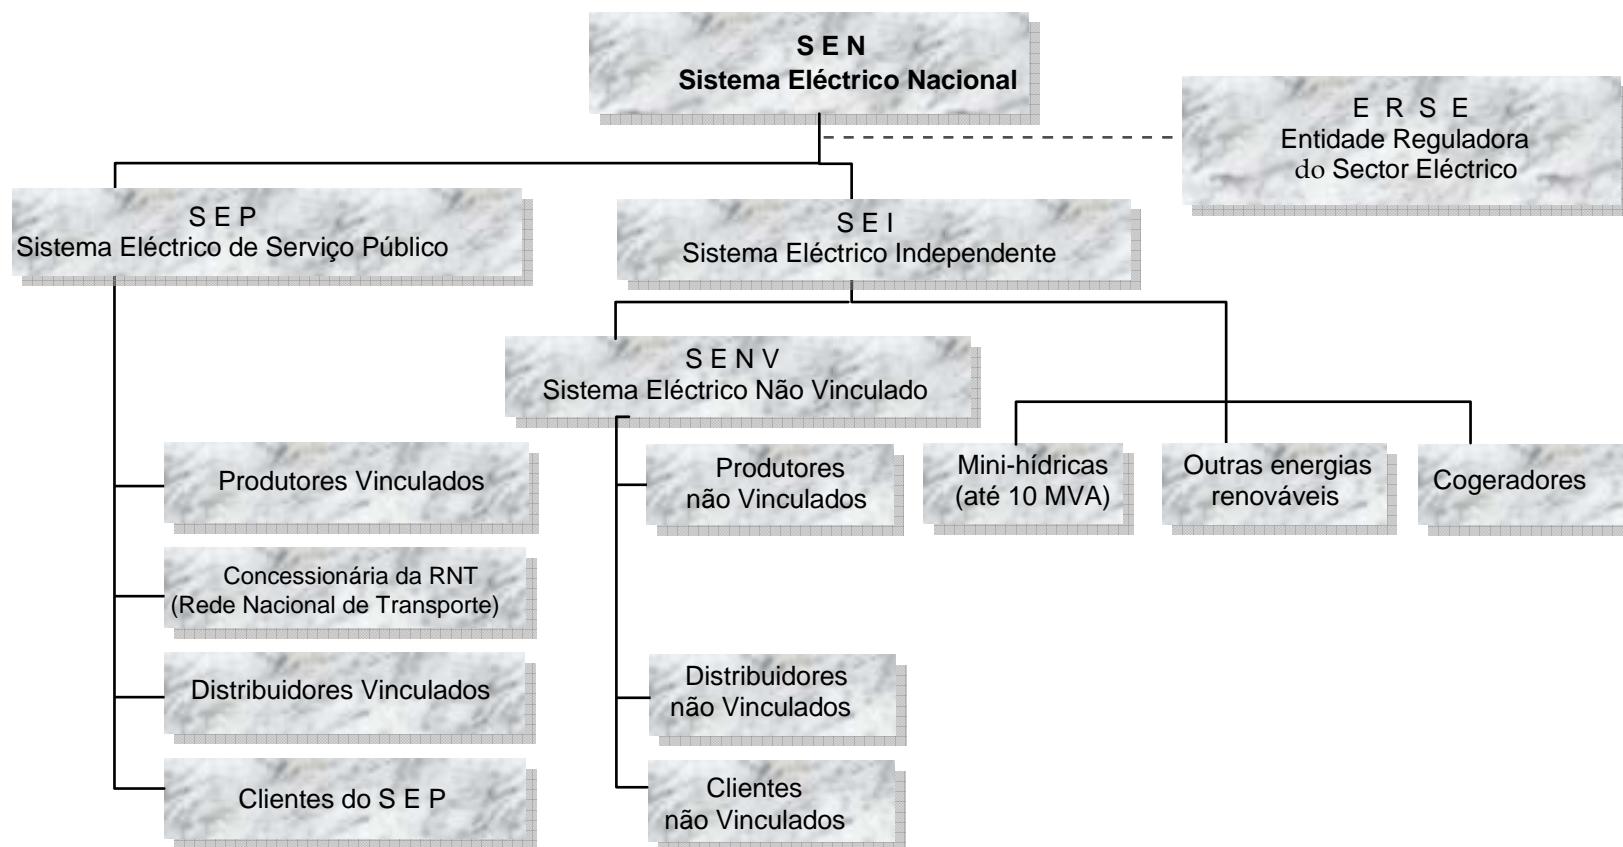 S E N
Sistema Eléctrico Nacional
E R S E
Entidade Reguladora
do Sector Eléctrico
S E P
Sistema Eléctrico de Serviço Público
S E I
Sistema Eléctrico Independente
S E N V
Sistema Eléctrico Não Vinculado
Produtores Vinculados
Concessionária da RNT
(Rede Nacional de Transporte)
Distribuidores Vinculados
Clientes do S E P
Produtores
não Vinculados
Distribuidores
não Vinculados
Clientes
não Vinculados
Mini-hídricas
(até 10 MVA)
Outras energias
renováveis
Cogeradores